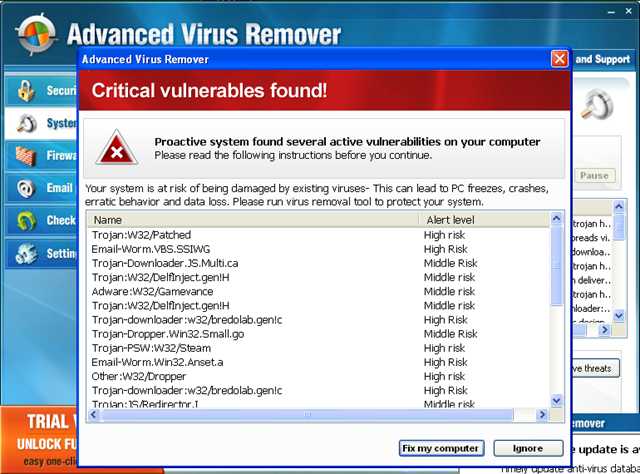 Advanced Virus Remover
and Support
Advanced Virus Remover
Securi
Critical vulnerables found!
System
Proactive system found several active vulnerabilities on your computer
Please read the following instructions before you continue.
Firewa
Pause
Email
Your system is at risk of being damaged by existing viruses- This can lead to PC freezes, crashes,
erratic behavior and data loss. Please run virus removal tool to protect your system.
Check
Settin
Name Alert level
Trojan:W32/Patched High Risk
Email-Worm.VBS.SSIWG High Risk
Trojan-Downloader.JS.Multi.ca Middle Risk
Trojan:W32/DelfInject.gen!H Middle Risk
Adware:W32/Gamevance Middle risk
Trojan:W32/DelfInject.gen!H Middle Risk
Trojan-downloader:w32/bredolab.gen!c High risk
Trojan-Dropper.Win32.Small.go Middle Risk
Trojan-PSW:W32/Steam High risk
Email-Worm.Win32.Anset.a High risk
Other:W32/Dropper High Risk
Trojan-downloader:w32/bredolab.gen!c High risk
Trojan:JS/Redirector.I Middle risk
trojan h..
preads vi..
downloa..
trojan h..
n deliver..
trojan h..
nloader:..
ve threats
TRIAL V
UNLOCK FU
easy one-cli
Fix my computer
Ignore
emover
e update is av
Timely update anti-virus databa